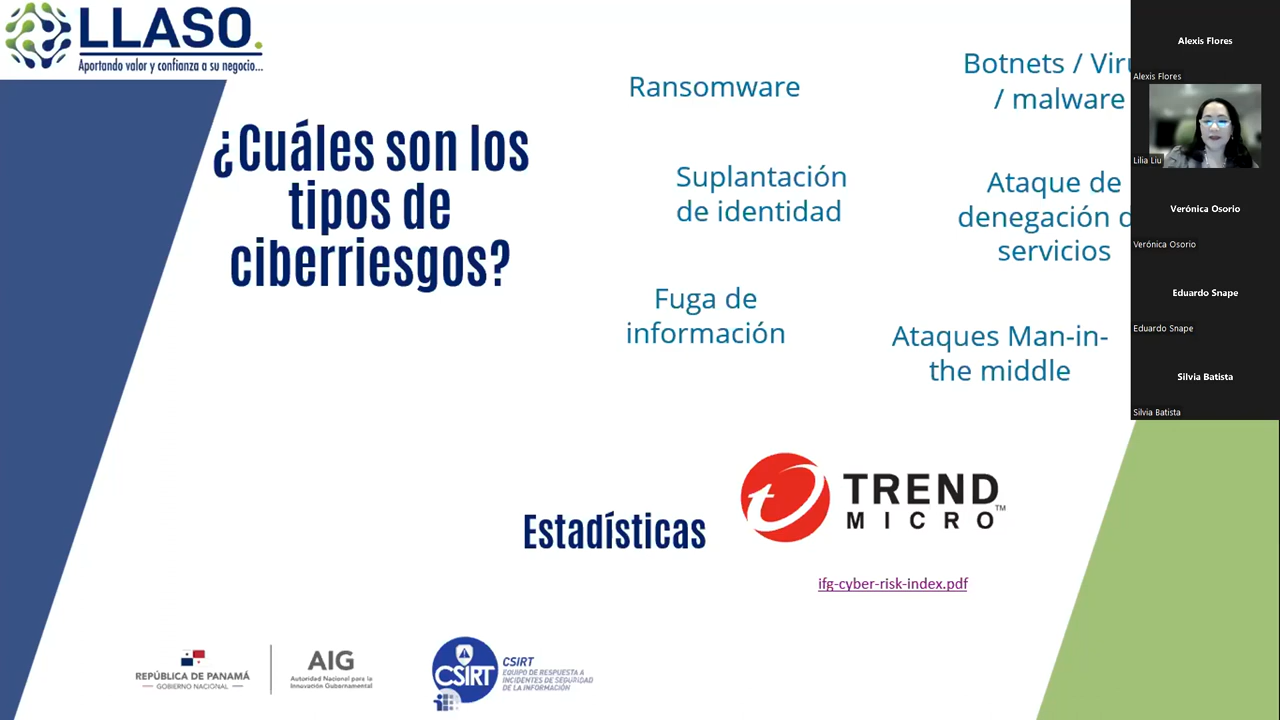 LLASO.
Aportando valor y confianza a su negocio...
¿Cuáles son los
tipos de
ciberriesgos?
Ransomware
Botnets / Viru
/ malware
Suplantación
de identidad
Ataque de
denegación d
servicios
Fuga de
información
Ataques Man-in-
the middle
Estadísticas
TREND
MICRO
TM
ifg-cyber-risk-index.pdf
REPÚBLICA DE PANAMÁ
GOBIERNO NACIONAL
AIG
Autoridad Nacional para la
Innovación Gubernamental
CSIRT
CSIRT
EQUIPO DE RESPUESTA A
INCIDENTES DE SEGURIDAD
DE LA INFORMACIÓN
Alexis Flores
Alexis Flores
Lilia Liu
Verónica Osorio
Verónica Osorio
Eduardo Snape
Eduardo Snape
Silvia Batista
Silvia Batista